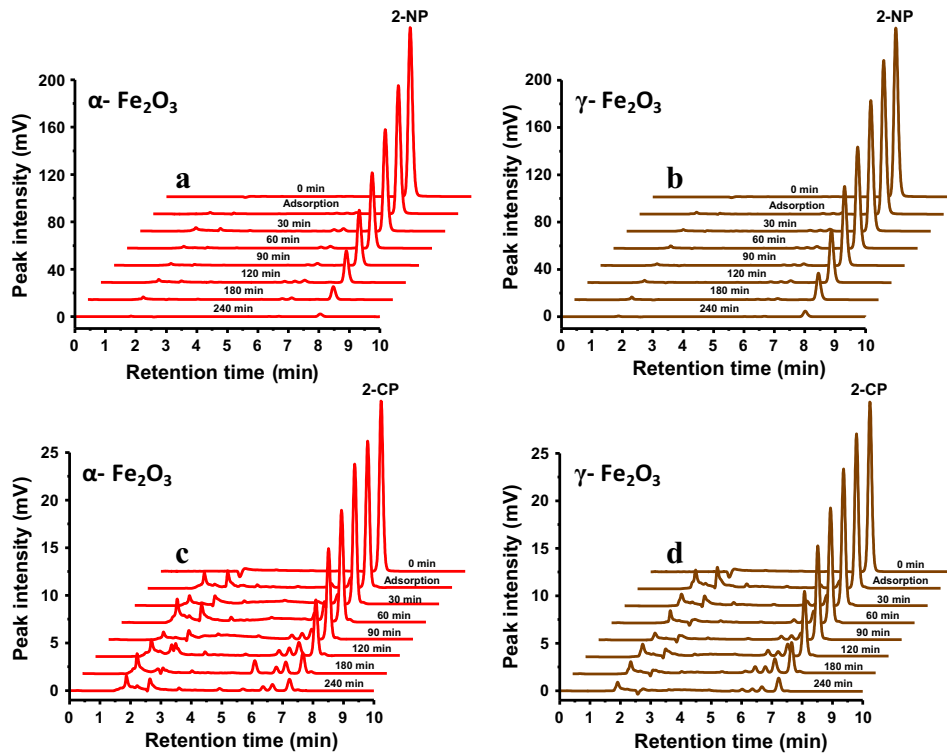 2-NP
2-NP
α- Fe₂O₃
γ- Fe₂O₃
a
b
Peak intensity (mV)
200
160
120
80
40
0
0 min
Adsorption
30 min
60 min
90 min
120 min
180 min
240 min
0 1 2 3 4 5 6 7 8 9 10
Retention time (min)
Peak intensity (mV)
200
160
120
80
40
0
0 min
Adsorption
30 min
60 min
90 min
120 min
180 min
240 min
0 1 2 3 4 5 6 7 8 9 10
Retention time (min)
2-CP
2-CP
α- Fe₂O₃
γ- Fe₂O₃
c
d
Peak intensity (mV)
25
20
15
10
5
0
0 min
Adsorption
30 min
60 min
90 min
120 min
180 min
240 min
0 1 2 3 4 5 6 7 8 9 10
Retention time (min)
Peak intensity (mV)
25
20
15
10
5
0
0 min
Adsorption
30 min
60 min
90 min
120 min
180 min
240 min
0 1 2 3 4 5 6 7 8 9 10
Retention time (min)